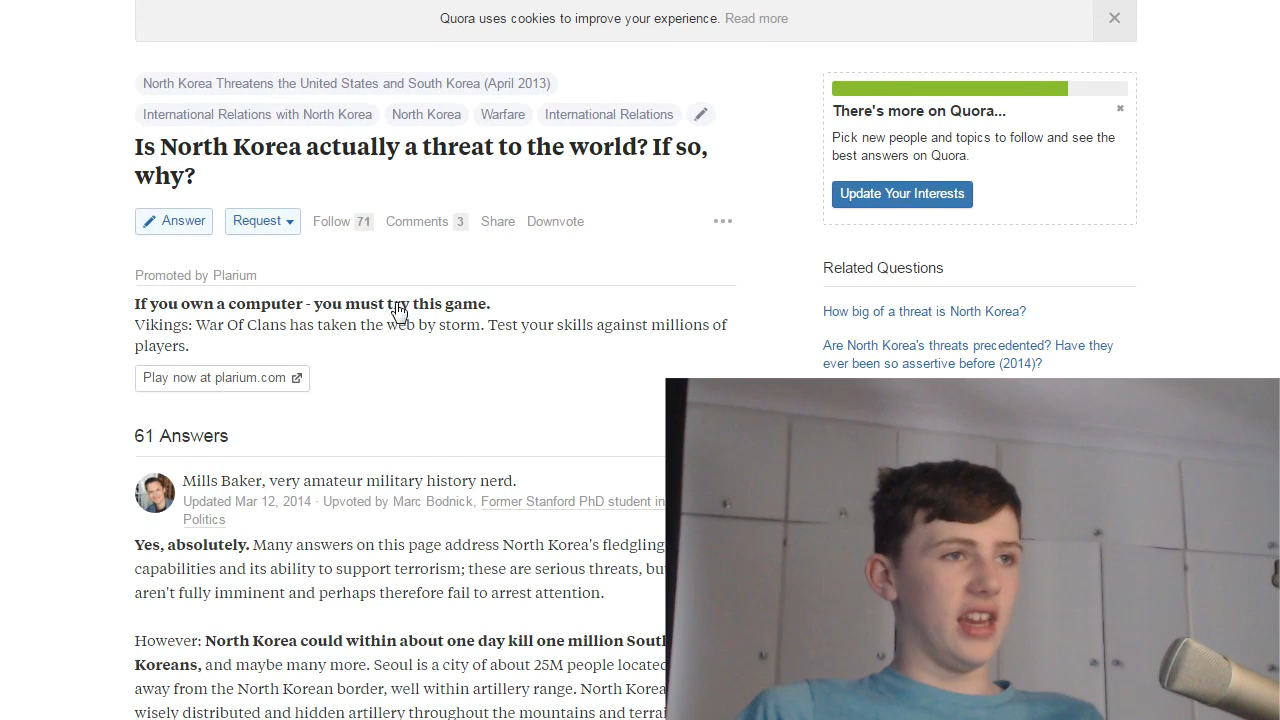 Quora uses cookies to improve your experience. Read more
North Korea Threatens the United States and South Korea (April 2013)
International Relations with North Korea North Korea Warfare International Relations
Is North Korea actually a threat to the world? If so,
why?
Answer Request Follow 71 Comments 3 Share Downvote
Promoted by Plarium
If you own a computer - you must try this game.
Vikings: War Of Clans has taken the web by storm. Test your skills against millions of
players.
Play now at plarium.com
61 Answers
Mills Baker, very amateur military history nerd.
Updated Mar 12, 2014 · Upvoted by Marc Bodnick, Former Stanford PhD student in
Politics
Yes, absolutely. Many answers on this page address North Korea's fledgling
capabilities and its ability to support terrorism; these are serious threats, but
aren't fully imminent and perhaps therefore fail to arrest attention.
However: North Korea could within about one day kill one million South
Koreans, and maybe many more. Seoul is a city of about 25M people located
away from the North Korean border, well within artillery range. North Korea
wisely distributed and hidden artillery throughout the mountains and
There's more on Quora...
Pick new people and topics to follow and see the
best answers on Quora.
Update Your Interests
Related Questions
How big of a threat is North Korea?
Are North Korea's threats precedented? Have they
ever been so assertive before (2014)?